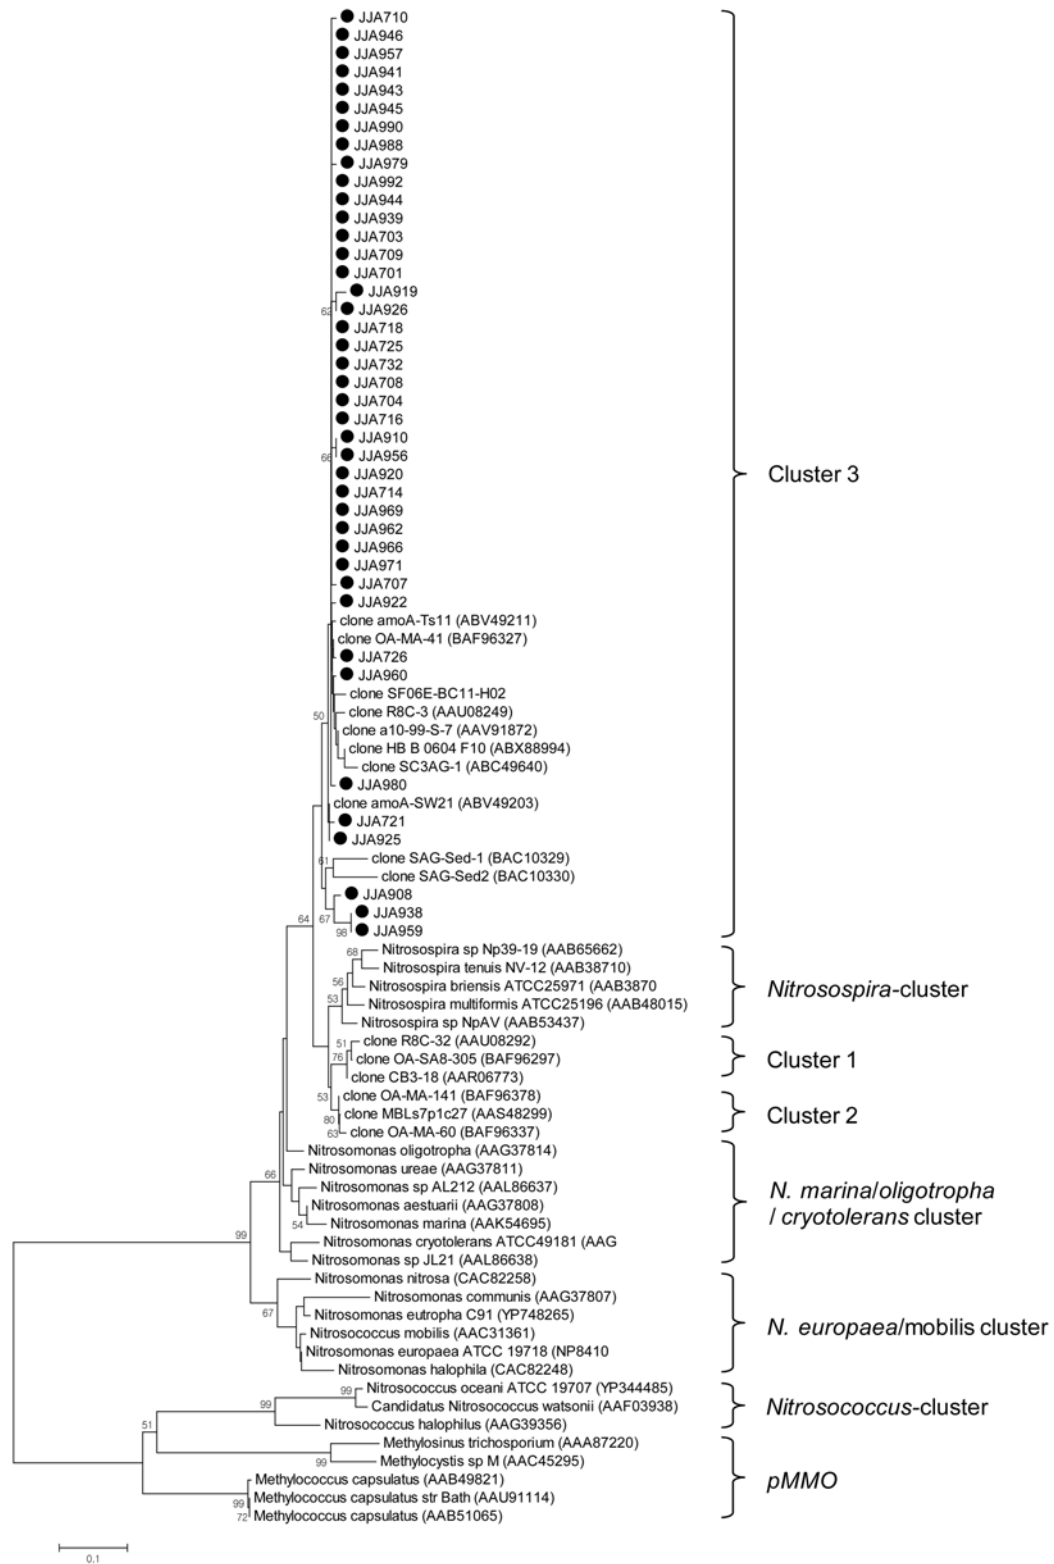 JJA710
JJA946
JJA957
JJA941
JJA943
JJA945
JJA990
JJA988
JJA979
JJA992
JJA944
JJA939
JJA703
JJA709
JJA701
JJA919
62
JJA926
JJA718
JJA725
JJA732
JJA708
JJA704
JJA716
JJA910
66
JJA956
JJA920
Cluster 3
JJA714
JJA969
JJA962
JJA966
JJA971
JJA707
JJA922
clone amoA-Ts11 (ABV49211)
clone OA-MA-41 (BAF96327)
JJA726
JJA960
clone SF06E-BC11-H02
clone R8C-3 (AAU08249)
50
clone a10-99-S-7 (AAV91872)
clone HB B 0604 F10 (ABX88994)
clone SC3AG-1 (ABC49640)
JJA980
clone amoA-SW21 (ABV49203)
JJA721
JJA925
61
clone SAG-Sed-1 (BAC10329)
clone SAG-Sed2 (BAC10330)
JJA908
64
67
JJA938
98
JJA959
68
Nitrosospira sp Np39-19 (AAB65662)
Nitrosospira tenuis NV-12 (AAB38710)
56
Nitrosospira briensis ATCC25971 (AAB3870
Nitrosospira-cluster
53
Nitrosospira multiformis ATCC25196 (AAB48015)
Nitrosospira sp NpAV (AAB53437)
51
clone R8C-32 (AAU08292)
76
clone OA-SA8-305 (BAF96297)
Cluster 1
clone CB3-18 (AAR06773)
53
clone OA-MA-141 (BAF96378)
80
clone MBLs7p1c27 (AAS48299)
Cluster 2
63
clone OA-MA-60 (BAF96337)
Nitrosomonas oligotropha (AAG37814)
66
Nitrosomonas ureae (AAG37811)
Nitrosomonas sp AL212 (AAL86637)
N. marina/oligotropha
/ cryotolerans cluster
Nitrosomonas aestuarii (AAG37808)
54
Nitrosomonas marina (AAK54695)
99
Nitrosomonas cryotolerans ATCC49181 (AAG
Nitrosomonas sp JL21 (AAL86638)
Nitrosomonas nitrosa (CAC82258)
Nitrosomonas communis (AAG37807)
67
Nitrosomonas eutropha C91 (YP748265)
N. europaea/mobilis cluster
Nitrosococcus mobilis (AAC31361)
Nitrosomonas europaea ATCC 19718 (NP8410
Nitrosomonas halophila (CAC82248)
99
Nitrosococcus oceani ATCC 19707 (YP344485)
99
Candidatus Nitrosococcus watsonii (AAF03938)
Nitrosococcus-cluster
51
Nitrosococcus halophilus (AAG39356)
Methylosinus trichosporium (AAA87220)
99
Methylocystis sp M (AAC45295)
Methylococcus capsulatus (AAB49821)
pMMO
99
Methylococcus capsulatus str Bath (AAU91114)
72
Methylococcus capsulatus (AAB51065)
0.1